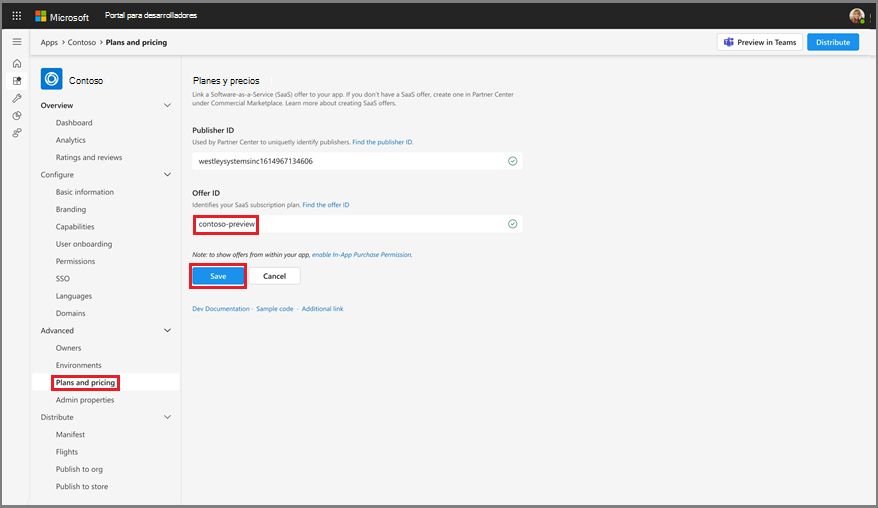 Microsoft Portal para desarrolladores
Apps > Contoso > Plans and pricing
Preview in Teams
Distribute
Contoso
Overview
Dashboard
Analytics
Ratings and reviews
Configure
Basic information
Branding
Capabilities
User onboarding
Permissions
SSO
Languages
Domains
Advanced
Owners
Environments
Plans and pricing
Admin properties
Distribute
Manifest
Flights
Publish to org
Publish to store
Planes y precios
Link a Software-as-a-Service (SaaS) offer to your app. If you don't have a SaaS offer, create one in Partner Center
under Commercial Marketplace. Learn more about creating SaaS offers.
Publisher ID
Used by Partner Center to uniquetly identify publishers. Find the publisher ID.
westleysystemsinc1614967134606
Offer ID
Identifies your SaaS subscription plan. Find the offer ID
contoso-preview
Note: to show offers from within your app, enable In-App Purchase Permission.
Save
Cancel
Dev Documentation · Sample code · Additional link